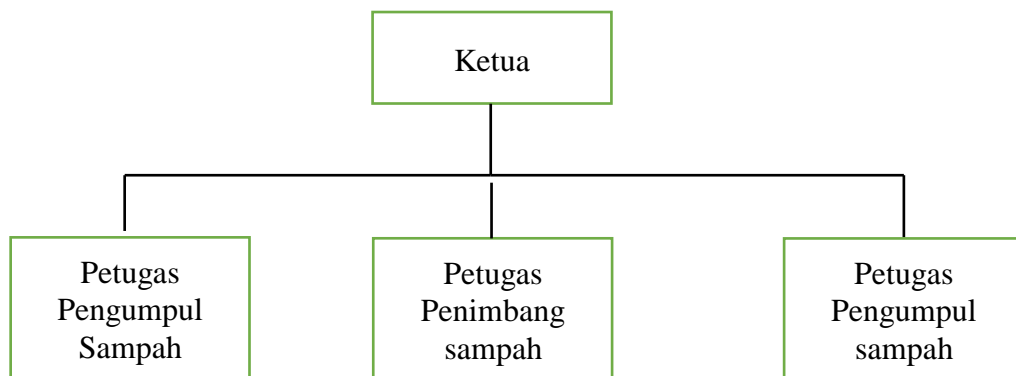 Ketua
Petugas
Pengumpul
Sampah
Petugas
Penimbang
sampah
Petugas
Pengumpul
sampah